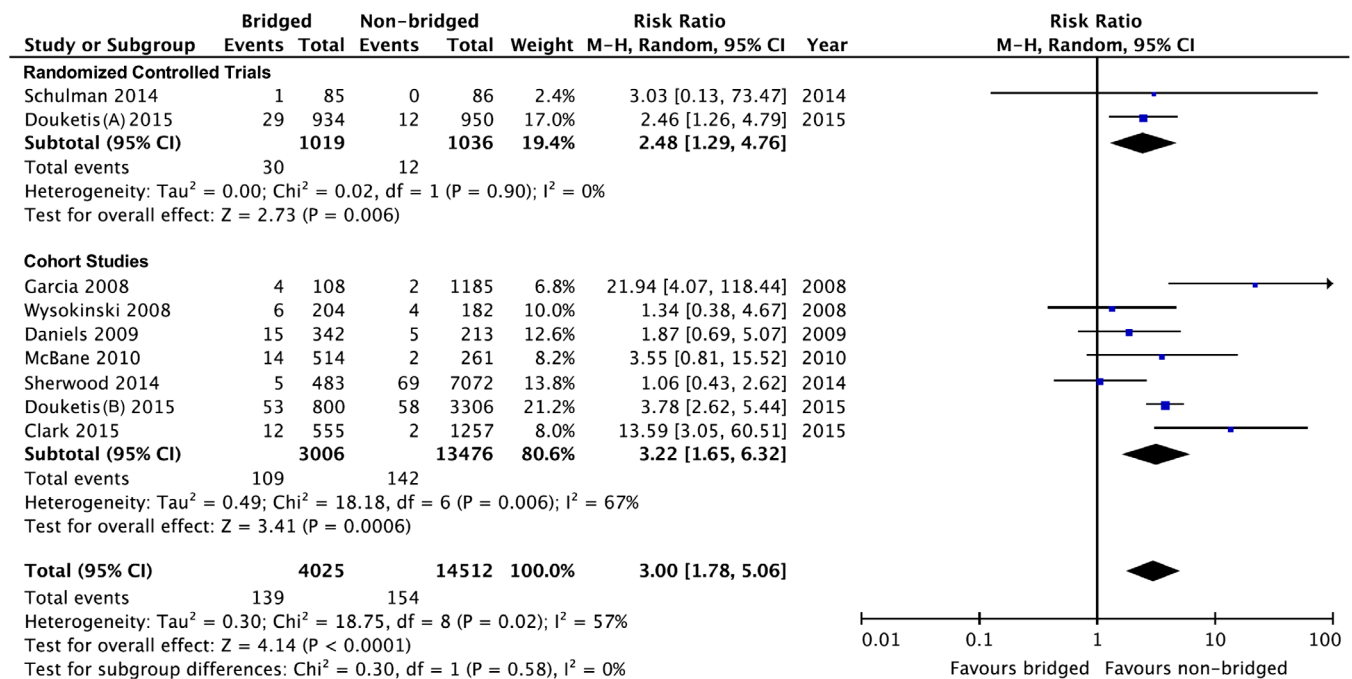 Bridged Non-bridged Risk Ratio Risk Ratio
Study or Subgroup Events Total Events Total Weight M-H, Random, 95% CI Year M-H, Random, 95% CI
Randomized Controlled Trials
Schulman 2014 1 85 0 86 2.4% 3.03 [0.13, 73.47] 2014
Douketis(A) 2015 29 934 12 950 17.0% 2.46 [1.26, 4.79] 2015
Subtotal (95% CI) 1019 1036 19.4% 2.48 [1.29, 4.76]
Total events 30 12
Heterogeneity: Tau² = 0.00; Chi² = 0.02, df = 1 (P = 0.90); I² = 0%
Test for overall effect: Z = 2.73 (P = 0.006)
Cohort Studies
Garcia 2008 4 108 2 1185 6.8% 21.94 [4.07, 118.44] 2008
Wysokinski 2008 6 204 4 182 10.0% 1.34 [0.38, 4.67] 2008
Daniels 2009 15 342 5 213 12.6% 1.87 [0.69, 5.07] 2009
McBane 2010 14 514 2 261 8.2% 3.55 [0.81, 15.52] 2010
Sherwood 2014 5 483 69 7072 13.8% 1.06 [0.43, 2.62] 2014
Douketis(B) 2015 53 800 58 3306 21.2% 3.78 [2.62, 5.44] 2015
Clark 2015 12 555 2 1257 8.0% 13.59 [3.05, 60.51] 2015
Subtotal (95% CI) 3006 13476 80.6% 3.22 [1.65, 6.32]
Total events 109 142
Heterogeneity: Tau² = 0.49; Chi² = 18.18, df = 6 (P = 0.006); I² = 67%
Test for overall effect: Z = 3.41 (P = 0.0006)
Total (95% CI) 4025 14512 100.0% 3.00 [1.78, 5.06]
Total events 139 154
Heterogeneity: Tau² = 0.30; Chi² = 18.75, df = 8 (P = 0.02); I² = 57%
Test for overall effect: Z = 4.14 (P < 0.0001)
Test for subgroup differences: Chi² = 0.30, df = 1 (P = 0.58), I² = 0%
0.01 0.1 1 10 100
Favours bridged Favours non-bridged